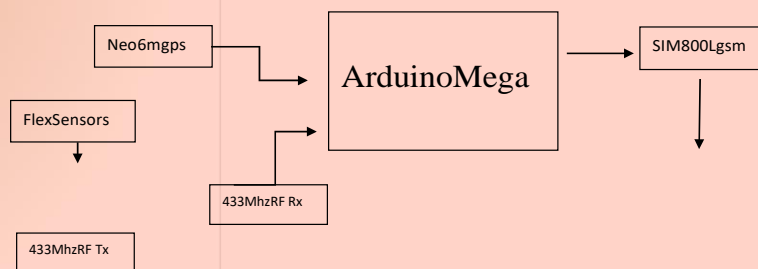 Neo6mgps
ArduinoMega
SIM800Lgsm
FlexSensors
433MhzRF Rx
433MhzRF Tx